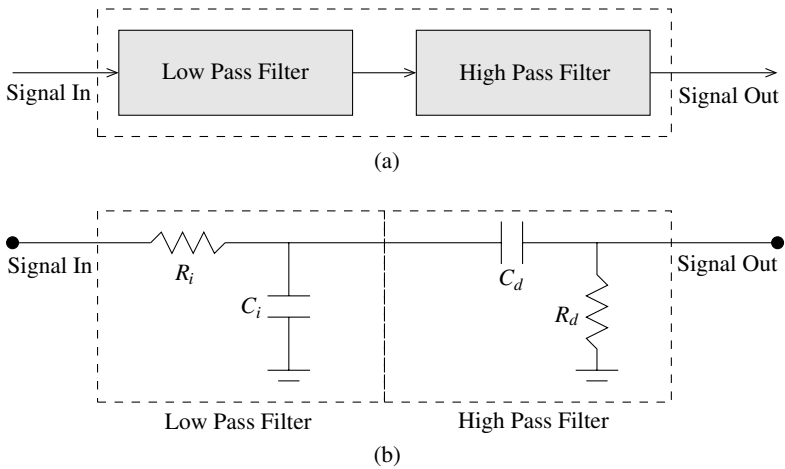 Low Pass Filter
High Pass Filter
Signal In
Signal Out
(a)
Signal In
R_i
C_i
C_d
R_d
Signal Out
Low Pass Filter
High Pass Filter
(b)